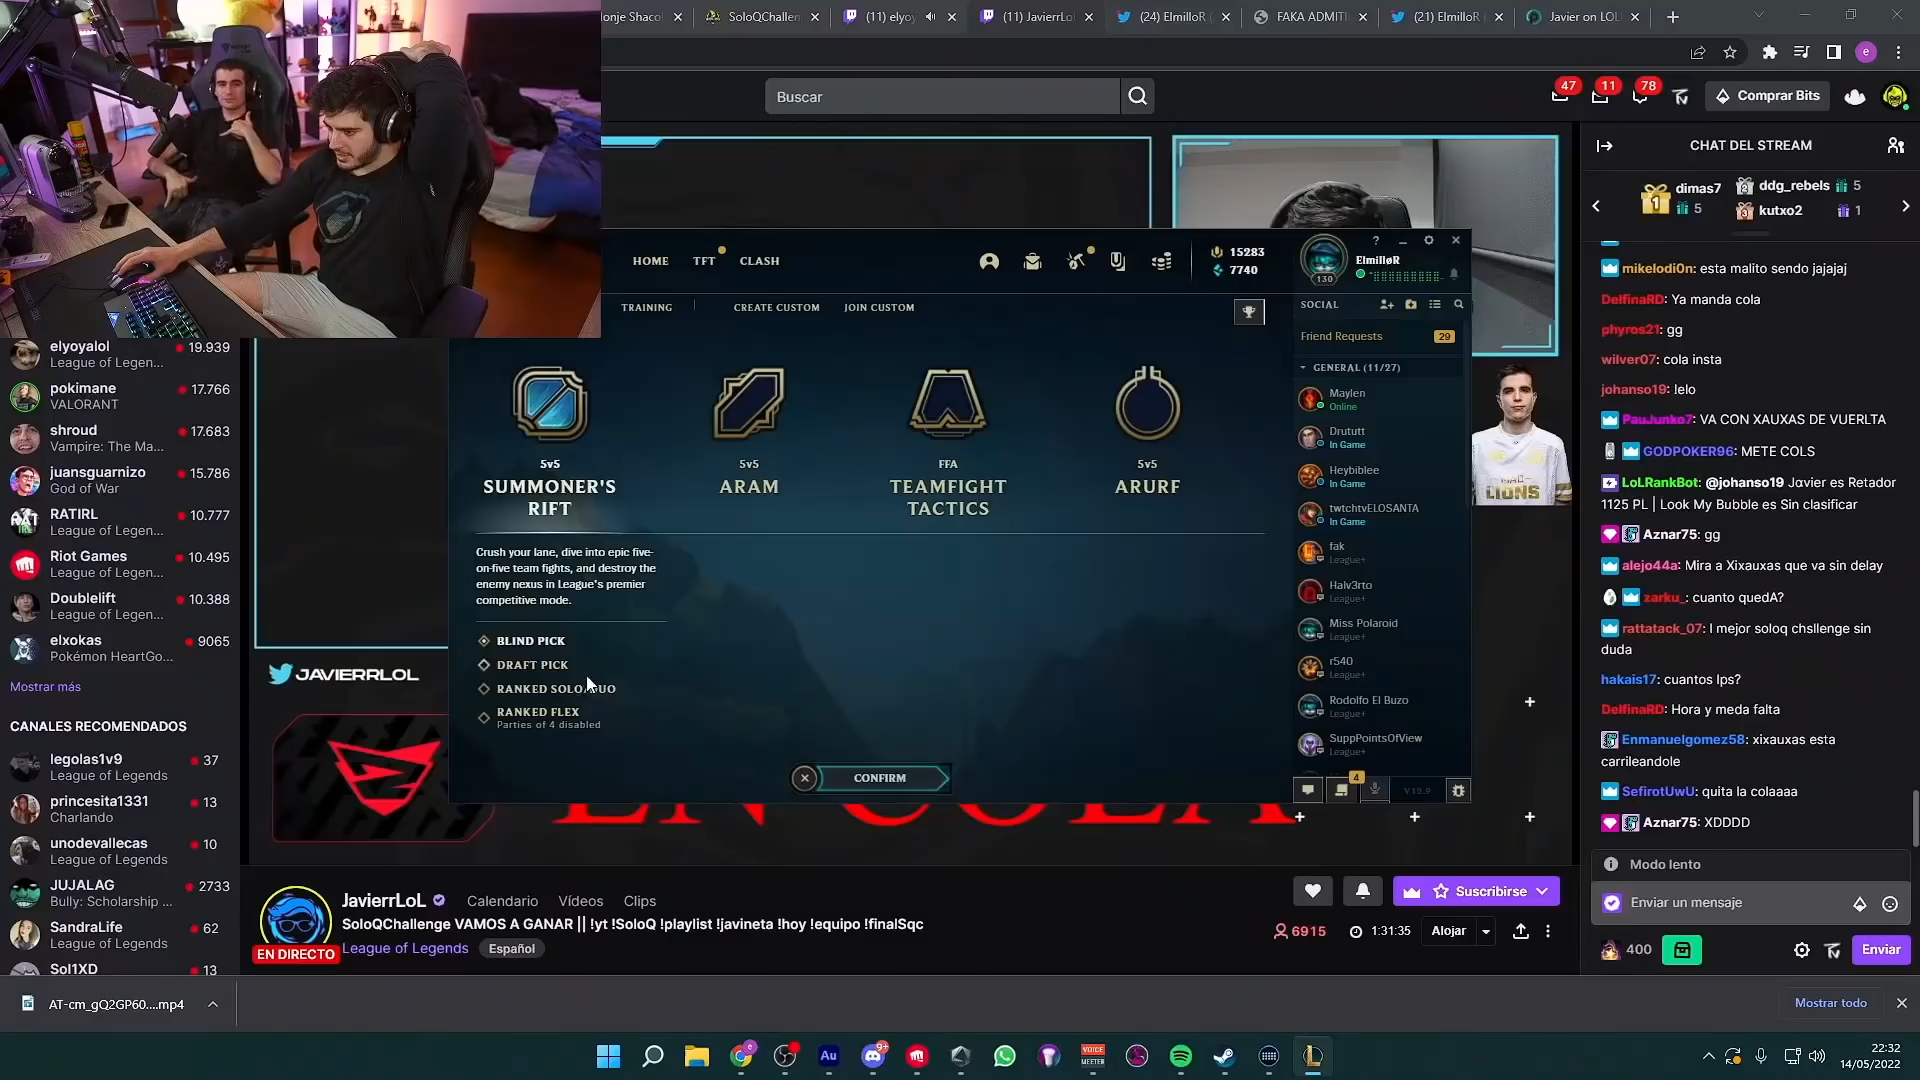 onje Shacol
SoloQChallen
(11) elyoy
(11) JavierrLol
(24) ElmilloR (
FAKA ADMITI
(21) ElmilloR (
Javier on LOL
Buscar
47
11
78
Comprar Bits
CHAT DEL STREAM
1
dimas7
5
2
ddg_rebels
5
3
kutxo2
1
HOME
TFT
CLASH
15283
7740
130
ElmilløR
TRAINING
CREATE CUSTOM
JOIN CUSTOM
SOCIAL
Friend Requests
29
GENERAL (11/27)
Maylen
Online
Drututt
In Game
Heybiblee
In Game
twtchtvELOSANTA
In Game
fak
League+
Halv3rto
League+
Miss Polaroid
League+
r540
League+
Rodolfo El Buzo
League+
SuppPointsOfView
League+
4
V12.9
5v5
SUMMONER'S
RIFT
5v5
ARAM
FFA
TEAMFIGHT
TACTICS
5v5
ARURF
Crush your lane, dive into epic five-
on-five team fights, and destroy the
enemy nexus in League's premier
competitive mode.
BLIND PICK
DRAFT PICK
RANKED SOLO/DUO
RANKED FLEX
Parties of 4 disabled
CONFIRM
EN COLA
LIONS
JAVIERRLOL
elyoyalol
19.939
League of Legen...
pokimane
17.766
VALORANT
shroud
17.683
Vampire: The Ma...
juansguarnizo
15.786
God of War
RATIRL
10.777
League of Legen...
Riot Games
10.495
League of Legen...
Doublelift
10.388
League of Legen...
elxokas
9065
Pokémon HeartGo...
Mostrar más
CANALES RECOMENDADOS
legolas1v9
37
League of Legends
princesita1331
13
Charlando
unodevallecas
10
League of Legends
JUJALAG
2733
Bully: Scholarship ...
SandraLife
62
League of Legends
Sol1XD
13
mikelodi0n: esta malito sendo jajajaj
DelfinaRD: Ya manda cola
phyros21: gg
wilver07: cola insta
johanso19: lelo
PauJunko7: VA CON XAUXAS DE VUERLTA
GODPOKER96: METE COLS
LoLRankBot: @johanso19 Jαvier es Retador
1125 PL | Look My Bubble es Sin clasificar
Aznar75: gg
alejo44a: Mira a Xixauxas que va sin delay
zarku_: cuanto quedA?
rattatack_07: l mejor soloq chsllenge sin
duda
hakais17: cuantos lps?
DelfinaRD: Hora y meda falta
Enmanuelgomez58: xixauxas esta
carrileandole
SefirotUwU: quita la colaaaa
Aznar75: XDDDD
Modo lento
Enviar un mensaje
400
Enviar
JavierrLoL
Calendario
Vídeos
Clips
SoloQChallenge VAMOS A GANAR || !yt !SoloQ !playlist !javineta !hoy !equipo !finalSqc
EN DIRECTO
League of Legends
Español
Suscribirse
6915
1:31:35
Alojar
AT-cm_gQ2GP60....mp4
Mostrar todo
Au
9+
VOICE
MEETER
22:32
14/05/2022